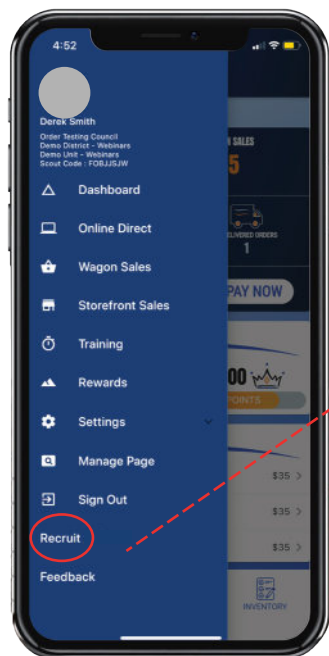 4:52
Derek Smith
Order Testing Council
Demo District - Webinars
Demo Unit - Webinars
Scout Code : FOBJJSJW
Dashboard
Online Direct
Wagon Sales
Storefront Sales
Training
Rewards
Settings
Manage Page
Sign Out
Recruit
Feedback
SALES
5
DELIVERED ORDERS
1
PAY NOW
00
POINTS
$35 >
$35 >
$35 >
INVENTORY